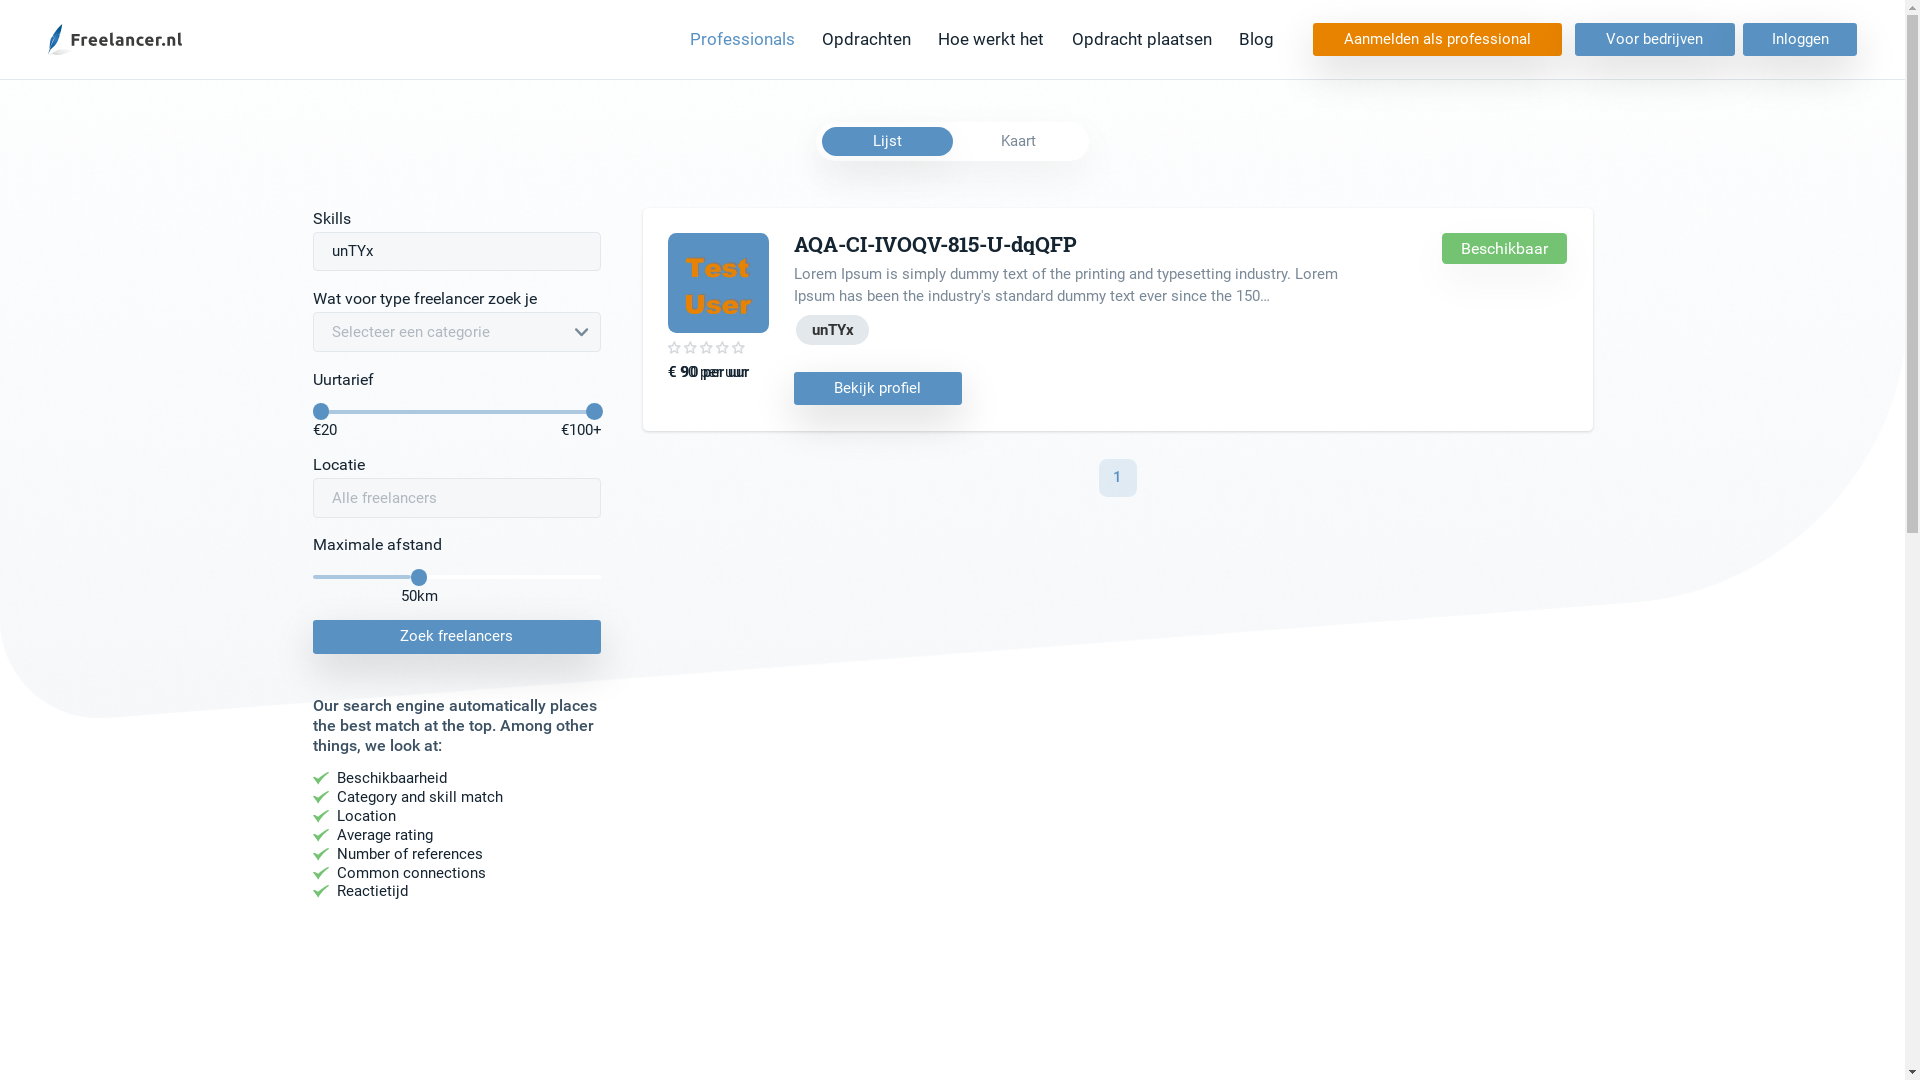 Freelancer.nl
Professionals
Opdrachten
Hoe werkt het
Opdracht plaatsen
Blog
Aanmelden als professional
Voor bedrijven
Inloggen
Lijst
Kaart
Skills
unTYx
Wat voor type freelancer zoek je
Selecteer een categorie
Uurtarief
€20
€100+
Locatie
Alle freelancers
Maximale afstand
50km
Zoek freelancers
Our search engine automatically places
the best match at the top. Among other
things, we look at:
Beschikbaarheid
Category and skill match
Location
Average rating
Number of references
Common connections
Reactietijd
Test
User
€ 90 per uur
AQA-CI-IVOQV-815-U-dqQFP
Lorem Ipsum is simply dummy text of the printing and typesetting industry. Lorem
Ipsum has been the industry's standard dummy text ever since the 150...
unTYx
Bekijk profiel
Beschikbaar
1